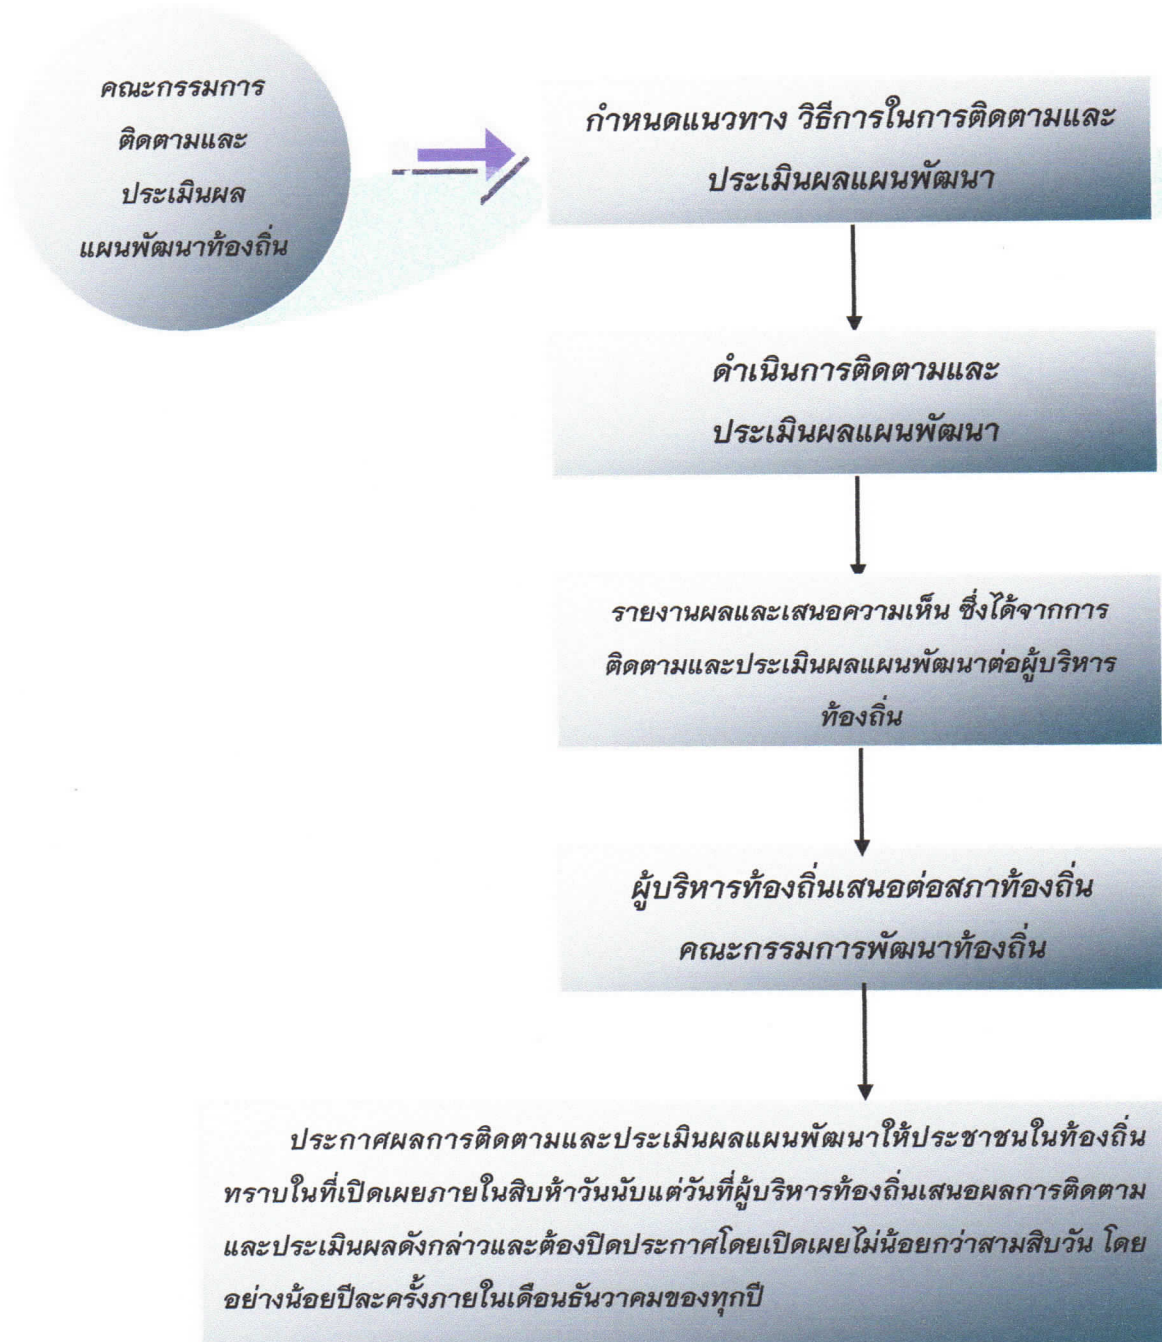 คณะกรรมการ
ติดตามและ
ประเมินผล
แผนพัฒนาท้องถิ่น
กำหนดแนวทาง วิธีการในการติดตามและ
ประเมินผลแผนพัฒนา
ดำเนินการติดตามและ
ประเมินผลแผนพัฒนา
รายงานผลและเสนอความเห็น ซึ่งได้จากการ
ติดตามและประเมินผลแผนพัฒนาต่อผู้บริหาร
ท้องถิ่น
ผู้บริหารท้องถิ่นเสนอต่อสภาท้องถิ่น
คณะกรรมการพัฒนาท้องถิ่น
ประกาศผลการติดตามและประเมินผลแผนพัฒนาให้ประชาชนในท้องถิ่น
ทราบในที่เปิดเผยภายในสิบห้าวันนับแต่วันที่ผู้บริหารท้องถิ่นเสนอผลการติดตาม
และประเมินผลดังกล่าวและต้องปิดประกาศโดยเปิดเผยไม่น้อยกว่าสามสิบวัน โดย
อย่างน้อยปีละครั้งภายในเดือนธันวาคมของทุกปี